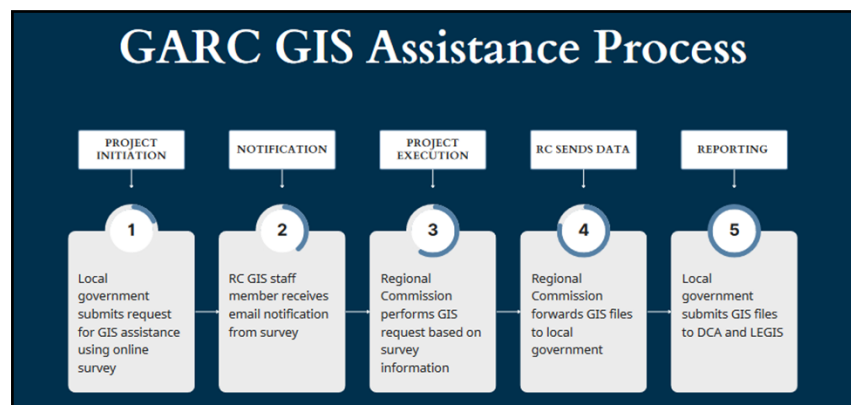 GARC GIS Assistance Process
PROJECT
INITIATION
NOTIFICATION
PROJECT
EXECUTION
RC SENDS DATA
REPORTING
1
2
3
4
5
Local
government
submits request
for GIS assistance
using online
survey
RC GIS staff
member receives
email notification
from survey
Regional
Commission
performs GIS
request based on
survey
information
Regional
Commission
forwards GIS files
to local
government
Local
government
submits GIS files
to DCA and LEGIS